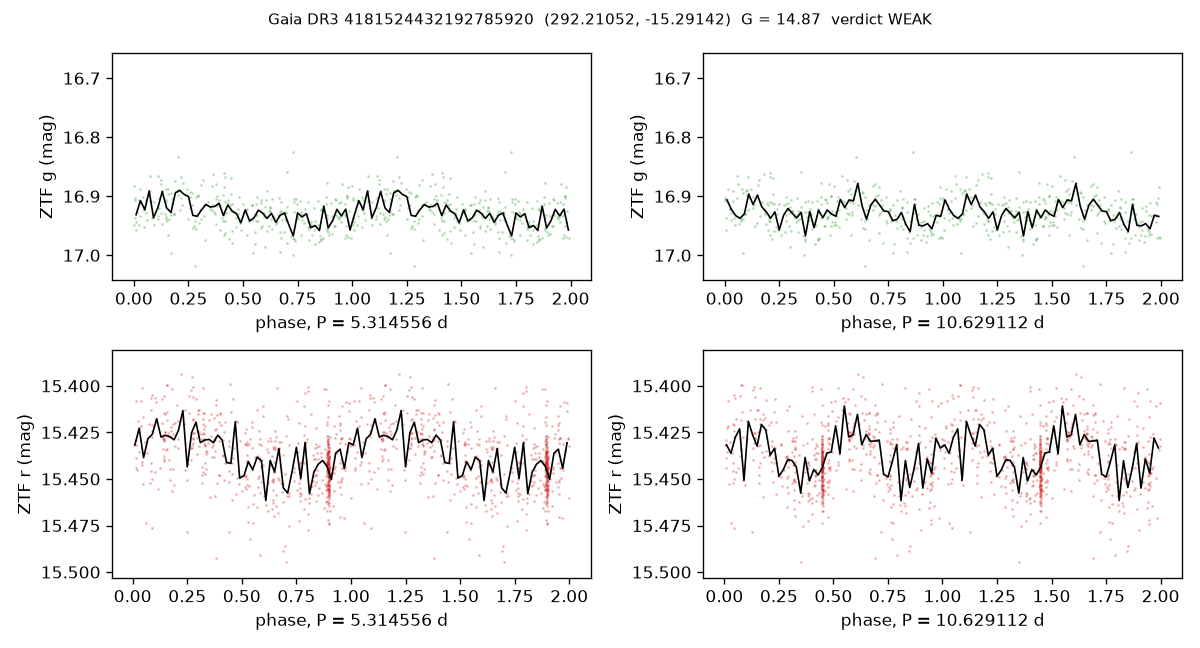 Gaia DR3 4181524432192785920 (292.21052, -15.29142) G = 14.87 verdict WEAK
ZTF g (mag)
16.7
16.8
16.9
17.0
0.00 0.25 0.50 0.75 1.00 1.25 1.50 1.75 2.00
phase, P = 5.314556 d
ZTF g (mag)
16.7
16.8
16.9
17.0
0.00 0.25 0.50 0.75 1.00 1.25 1.50 1.75 2.00
phase, P = 10.629112 d
ZTF r (mag)
15.400
15.425
15.450
15.475
15.500
0.00 0.25 0.50 0.75 1.00 1.25 1.50 1.75 2.00
phase, P = 5.314556 d
ZTF r (mag)
15.400
15.425
15.450
15.475
15.500
0.00 0.25 0.50 0.75 1.00 1.25 1.50 1.75 2.00
phase, P = 10.629112 d